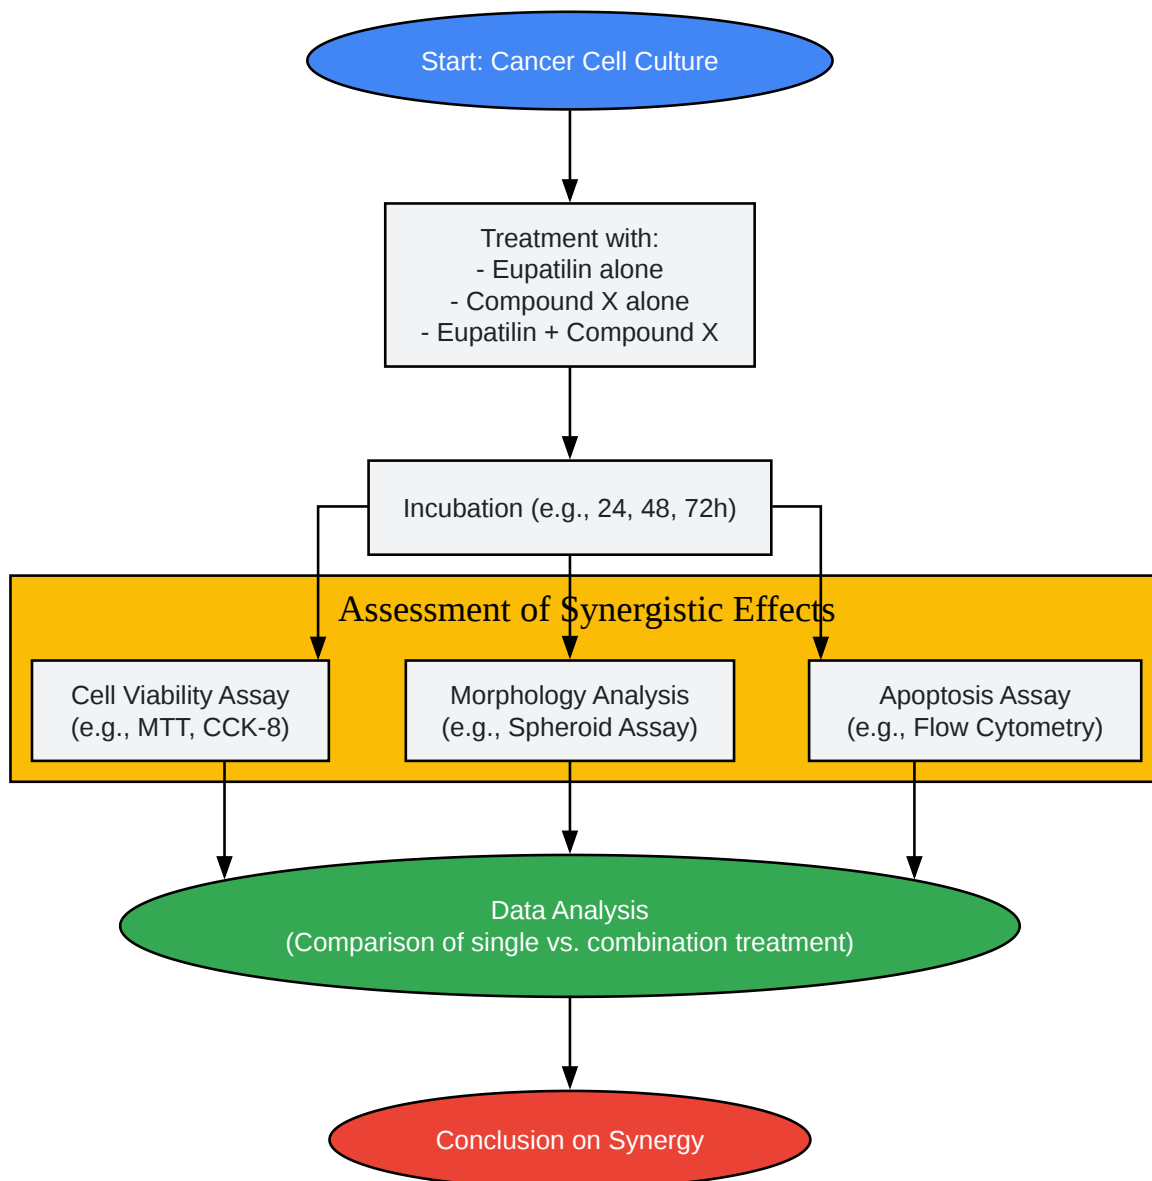 Start: Cancer Cell Culture
Treatment with:
- Eupatilin alone
- Compound X alone
- Eupatilin + Compound X
Incubation (e.g., 24, 48, 72h)
Assessment of Synergistic Effects
Cell Viability Assay
(e.g., MTT, CCK-8)
Morphology Analysis
(e.g., Spheroid Assay)
Apoptosis Assay
(e.g., Flow Cytometry)
Data Analysis
(Comparison of single vs. combination treatment)
Conclusion on Synergy